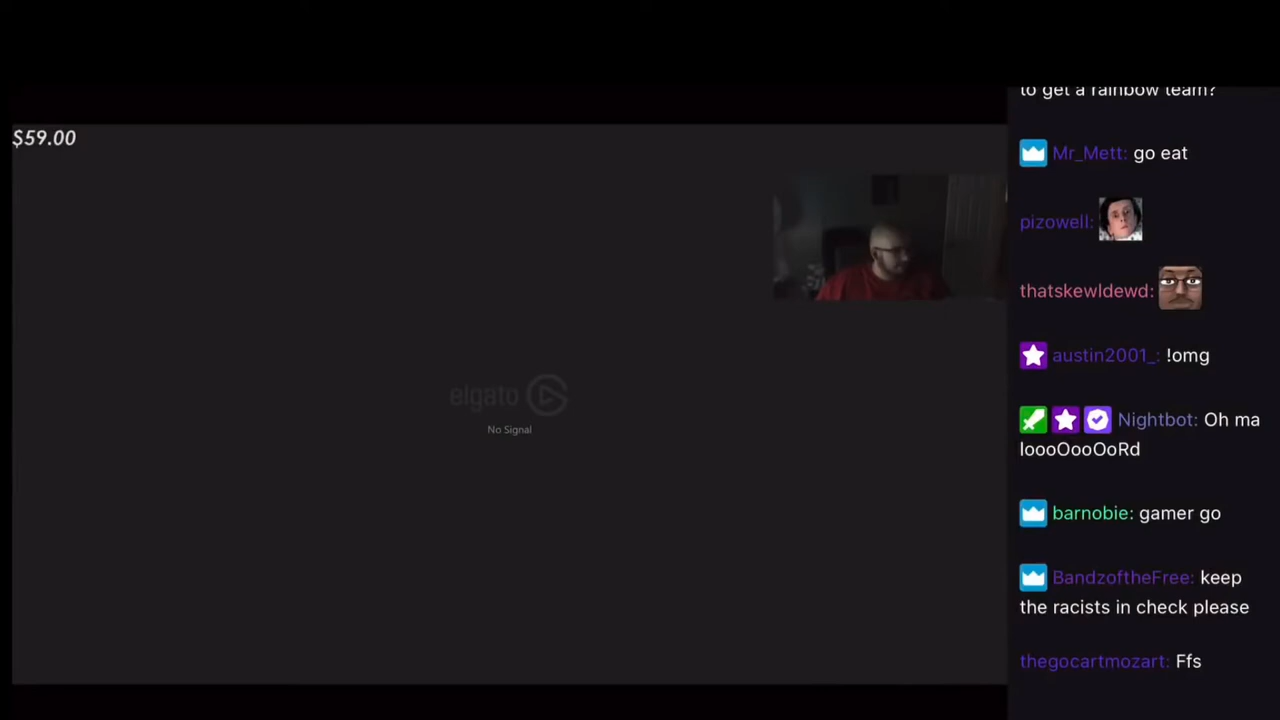 $59.00
elgato
No Signal
to get a rainbow team?
Mr_Mett: go eat
pizowell:
thatskewldewd:
austin2001_: !omg
Nightbot: Oh ma
loooOooOoRd
barnobie: gamer go
BandzoftheFree: keep
the racists in check please
thegocartmozart: Ffs